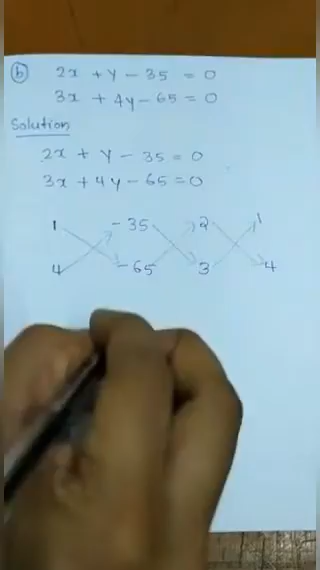 (b) 2x + y - 35 = 0
3x + 4y - 65 = 0
Solution
2x + y - 35 = 0
3x + 4y - 65 = 0
1 -35 2 1
4 -65 3 4